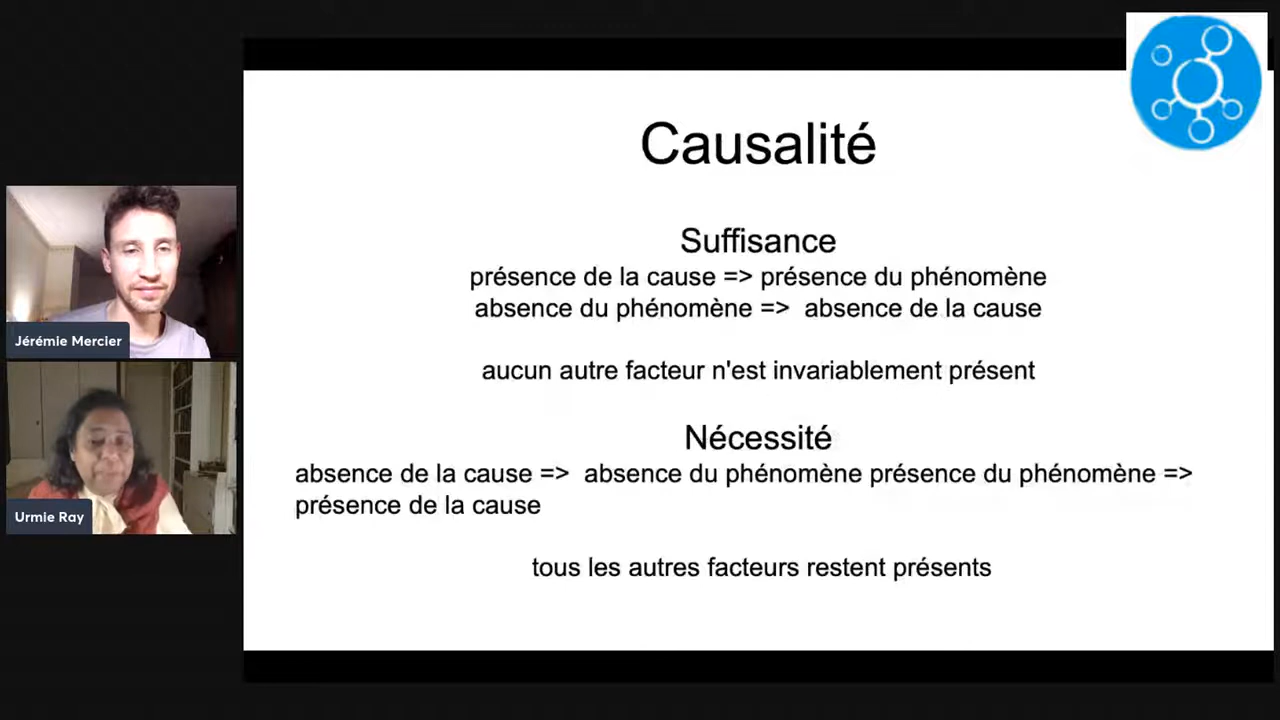 Causalité
Suffisance
présence de la cause => présence du phénomène
absence du phénomène => absence de la cause
aucun autre facteur n'est invariablement présent
Nécessité
absence de la cause => absence du phénomène présence du phénomène =>
présence de la cause
tous les autres facteurs restent présents
Jérémie Mercier
Urmie Ray